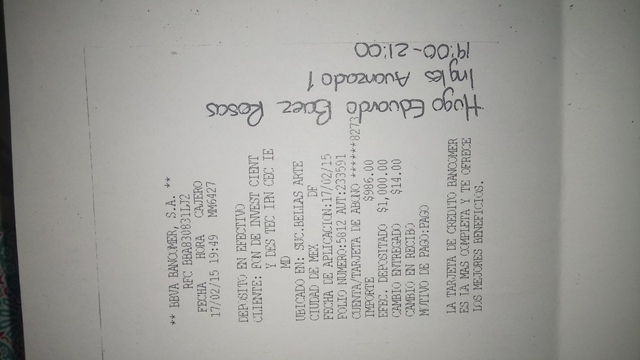 ** BBVA BANCOMER, S.A. **
RFC BBA830831LJ2
FECHA HORA CAJERO
17/02/15 19:49 MM6427
DEPOSITO EN EFECTIVO
CLIENTE: FON DE INVEST CIENT
Y DES TEC IPN CEC IE
MD
UBICADO EN: SUC.BELLAS ARTE
CIUDAD DE MEX DF
FECHA DE APLICACION:17/02/15
FOLIO NUMERO:5812 AUT:233591
CUENTA/TARJETA DE ABONO ******8273
IMPORTE $986.00
EFEC. DEPOSITADO $1,000.00
CAMBIO ENTREGADO $14.00
CAMBIO EN RECIBO
MOTIVO DE PAGO:PAGO
LA TARJETA DE CREDITO BANCOMER
ES LA MAS COMPLETA Y TE OFRECE
LOS MEJORES BENEFICIOS.
Hugo Eduardo Baez Rosas
Ingles Avanzado 1
19:00-21:00